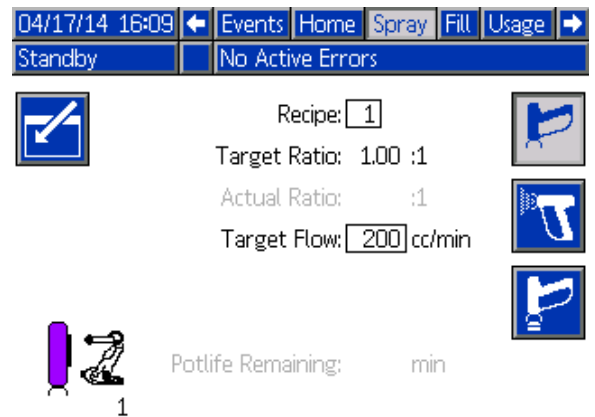 04/17/14 16:09 Events Home Spray Fill Usage
Standby No Active Errors
Recipe: 1
Target Ratio: 1.00 :1
Actual Ratio: :1
Target Flow: 200 cc/min
Potlife Remaining: min
1